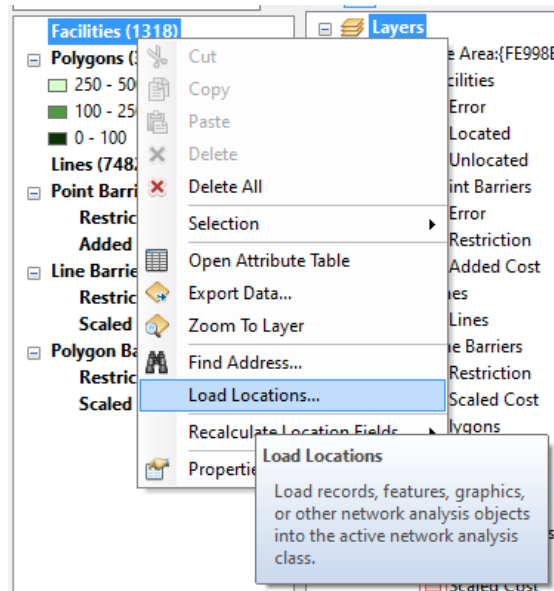 Facilities (1318)
Polygons (
250 - 50
100 - 25
0 - 100
Lines (748
Point Barri
Restric
Added
Line Barrie
Restric
Scaled
Polygon Ba
Restric
Scaled
Cut
Copy
Paste
Delete
Delete All
Selection
Open Attribute Table
Export Data...
Zoom To Layer
Find Address...
Load Locations...
Recalculate Location Fields
Propertie
Load Locations
Load records, features, graphics,
or other network analysis objects
into the active network analysis
class.
Layers
e Area:{FE998E
cilities
Error
Located
Unlocated
int Barriers
Error
Restriction
Added Cost
nes
Lines
ne Barriers
Restriction
Scaled Cost
lygons
Scaled Cost